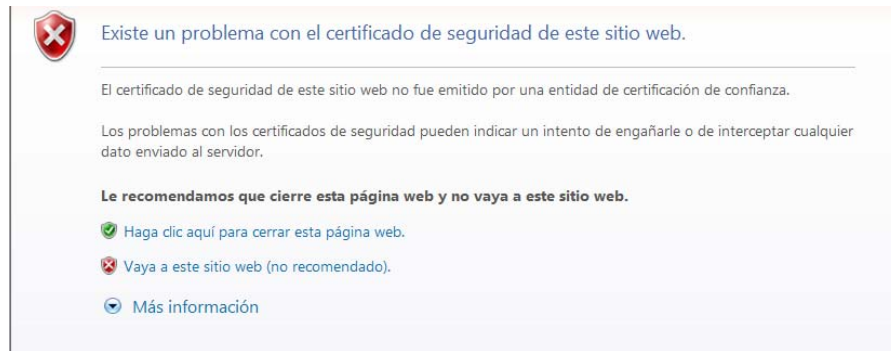 Existe un problema con el certificado de seguridad de este sitio web.
El certificado de seguridad de este sitio web no fue emitido por una entidad de certificación de confianza.
Los problemas con los certificados de seguridad pueden indicar un intento de engañarle o de interceptar cualquier
dato enviado al servidor.
Le recomendamos que cierre esta página web y no vaya a este sitio web.
Haga clic aquí para cerrar esta página web.
Vaya a este sitio web (no recomendado).
Más información